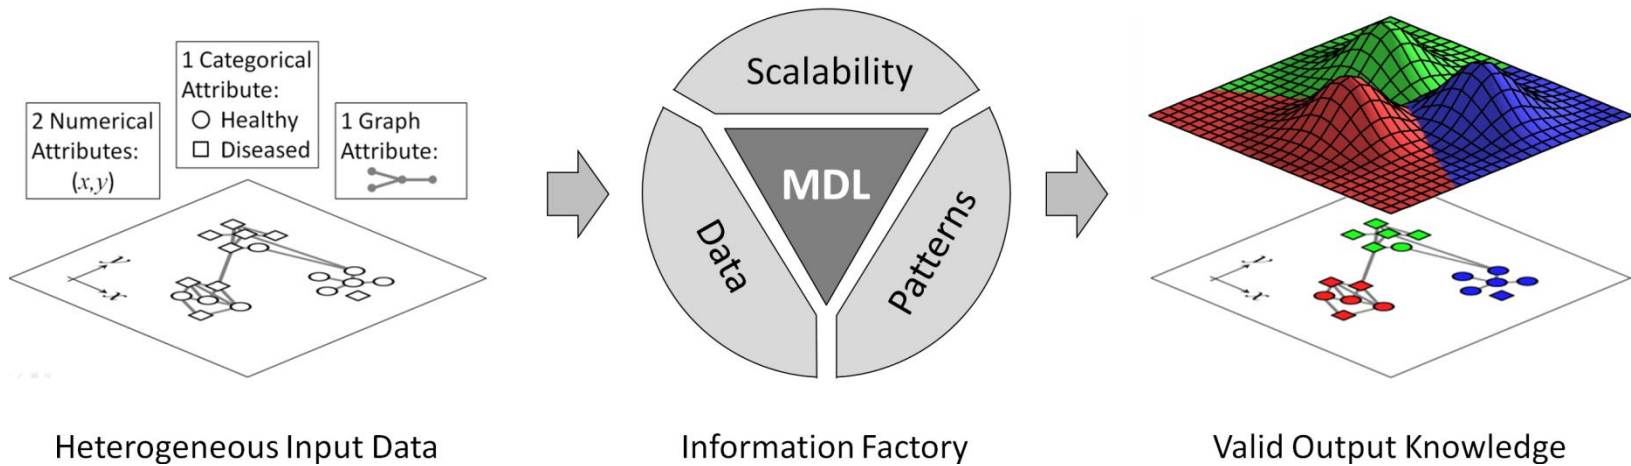 1 Categorical
Attribute:
Healthy
Diseased
2 Numerical
Attributes:
(x,y)
1 Graph
Attribute:
y
x
Heterogeneous Input Data
Scalability
MDL
Data
Patterns
Information Factory
y
x
Valid Output Knowledge